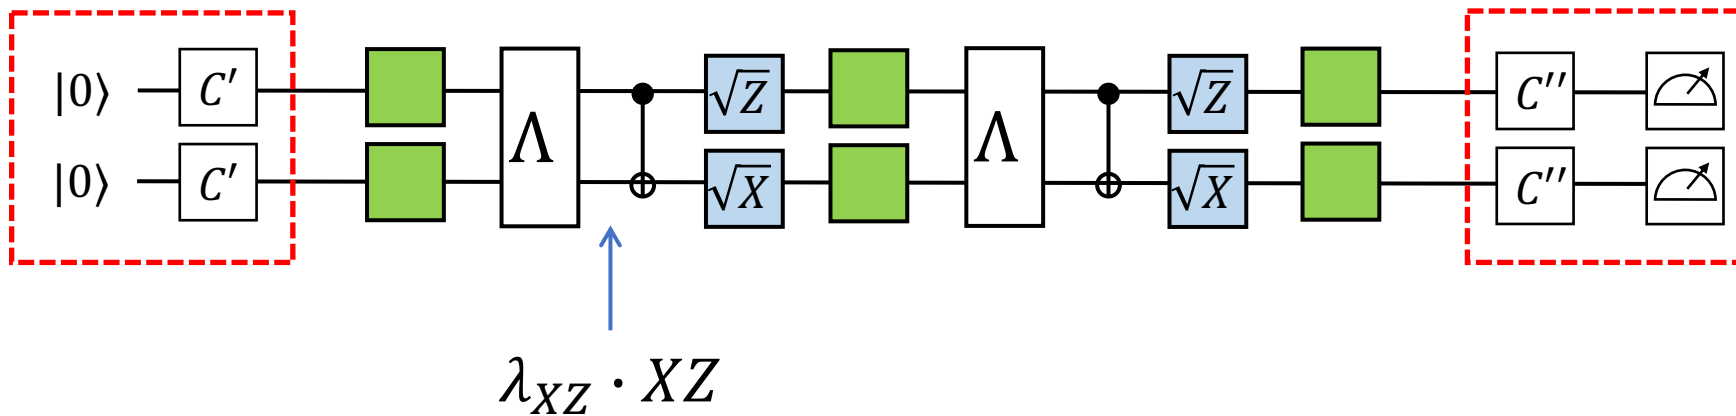 |0⟩ C′ Λ √Z Λ √Z C″
|0⟩ C′ √X √X C″
λ_XZ · XZ